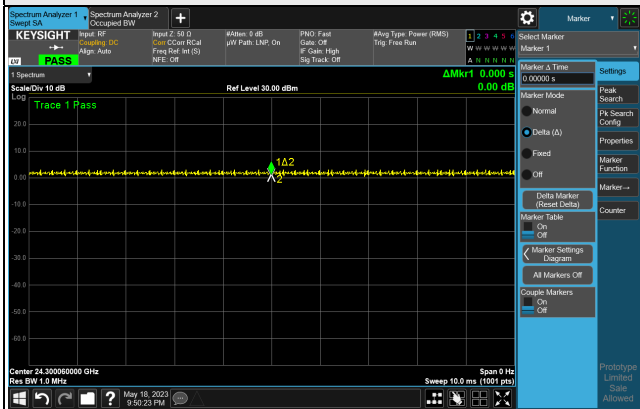 Spectrum Analyzer 1
Swept SA
Spectrum Analyzer 2
Occupied BW
Marker
KEYSIGHT
Input: RF
Coupling: DC
Align: Auto
Input Z: 50 Ω
Corr CCorr RCal
Freq Ref: Int (S)
NFE: Off
#Atten: 0 dB
µW Path: LNP, On
PNO: Fast
Gate: Off
IF Gain: High
Sig Track: Off
#Avg Type: Power (RMS)
Trig: Free Run
1 2 3 4 5 6
W W W W W W
A N N N N N
LXI
PASS
Select Marker
Marker 1
1 Spectrum
Scale/Div 10 dB
Ref Level 30.00 dBm
ΔMkr1 0.000 s
0.00 dB
Log
Trace 1 Pass
20.0
10.0
0.00
-10.0
-20.0
-30.0
-40.0
-50.0
-60.0
1Δ2
2
Center 24.300060000 GHz
Res BW 1.0 MHz
Span 0 Hz
Sweep 10.0 ms (1001 pts)
Marker Δ Time
0.00000 s
Marker Mode
Normal
Delta (Δ)
Fixed
Off
Delta Marker
(Reset Delta)
Marker Table
On
Off
Marker Settings
Diagram
All Markers Off
Couple Markers
On
Off
Settings
Peak
Search
Pk Search
Config
Properties
Marker
Function
Marker→
Counter
Prototype
Limited
Sale
Allowed
May 18, 2023
9:50:23 PM